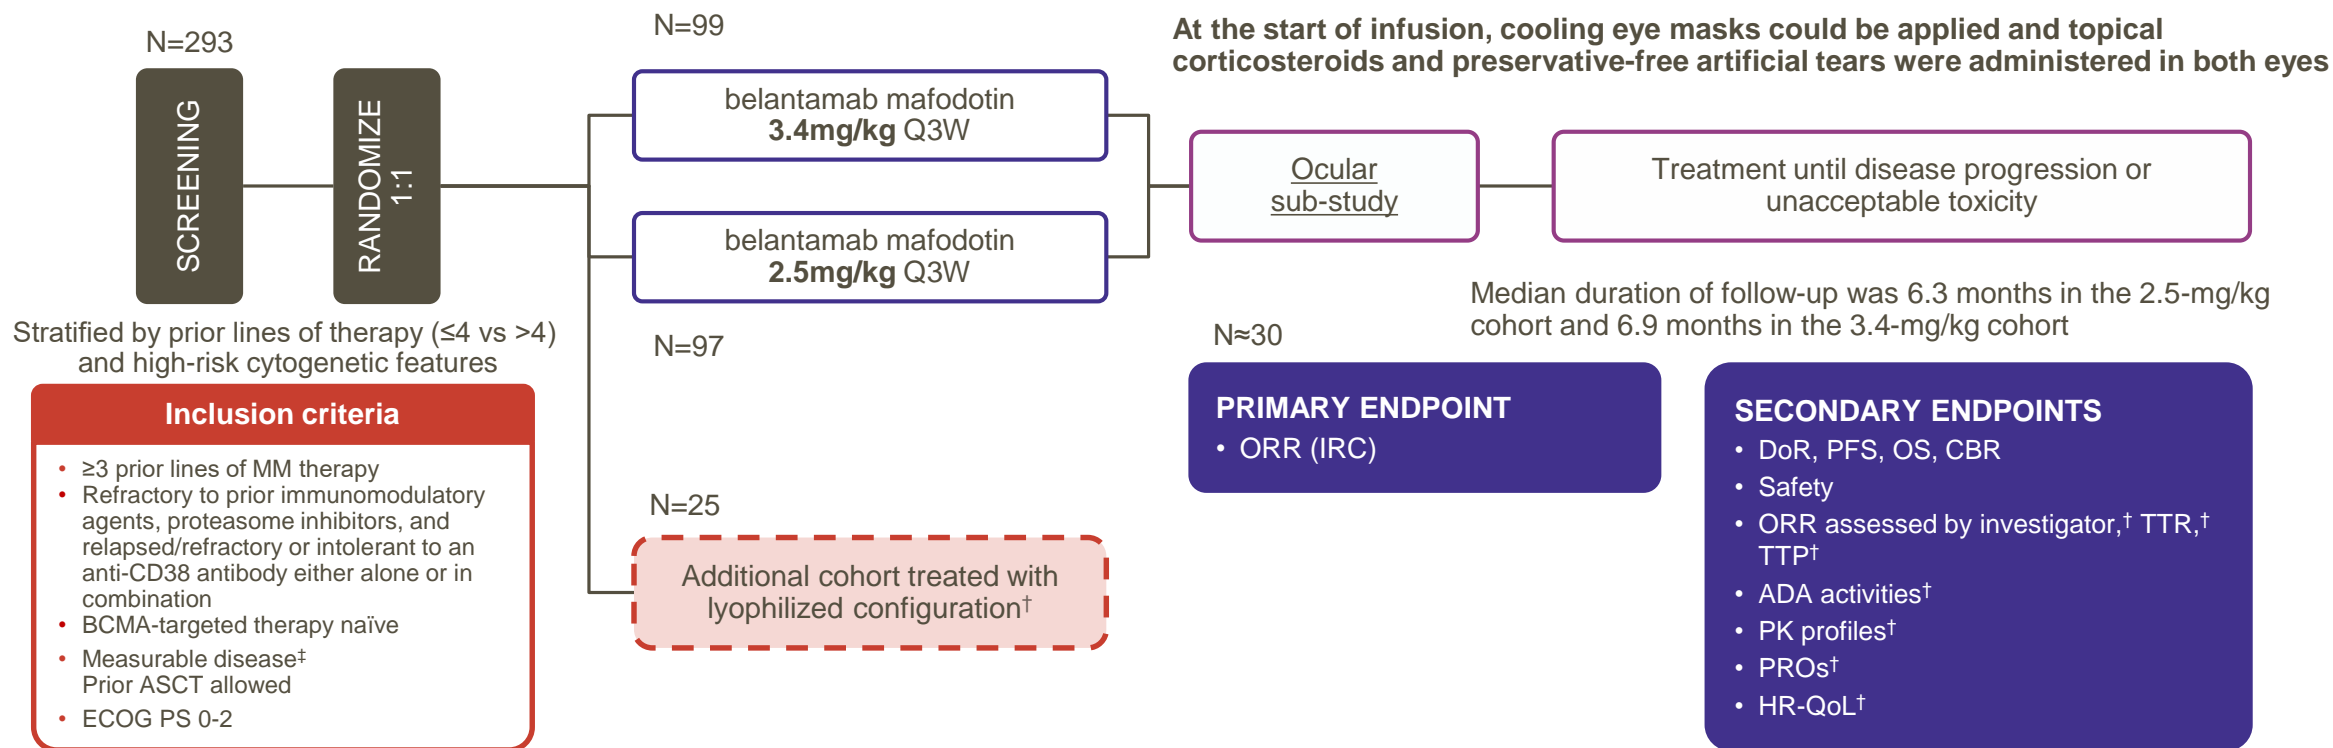 N=293
SCREENING
RANDOMIZE
1:1
Stratified by prior lines of therapy (≤4 vs >4)
and high-risk cytogenetic features
Inclusion criteria
• ≥3 prior lines of MM therapy
• Refractory to prior immunomodulatory
agents, proteasome inhibitors, and
relapsed/refractory or intolerant to an
anti-CD38 antibody either alone or in
combination
• BCMA-targeted therapy naïve
• Measurable disease‡
Prior ASCT allowed
• ECOG PS 0-2
N=99
belantamab mafodotin
3.4mg/kg Q3W
belantamab mafodotin
2.5mg/kg Q3W
N=97
N=25
Additional cohort treated with
lyophilized configuration†
At the start of infusion, cooling eye masks could be applied and topical
corticosteroids and preservative-free artificial tears were administered in both eyes
Ocular
sub-study
Treatment until disease progression or
unacceptable toxicity
Median duration of follow-up was 6.3 months in the 2.5-mg/kg
cohort and 6.9 months in the 3.4-mg/kg cohort
N≈30
PRIMARY ENDPOINT
• ORR (IRC)
SECONDARY ENDPOINTS
• DoR, PFS, OS, CBR
• Safety
• ORR assessed by investigator,† TTR,†
TTP†
• ADA activities†
• PK profiles†
• PROs†
• HR-QoL†